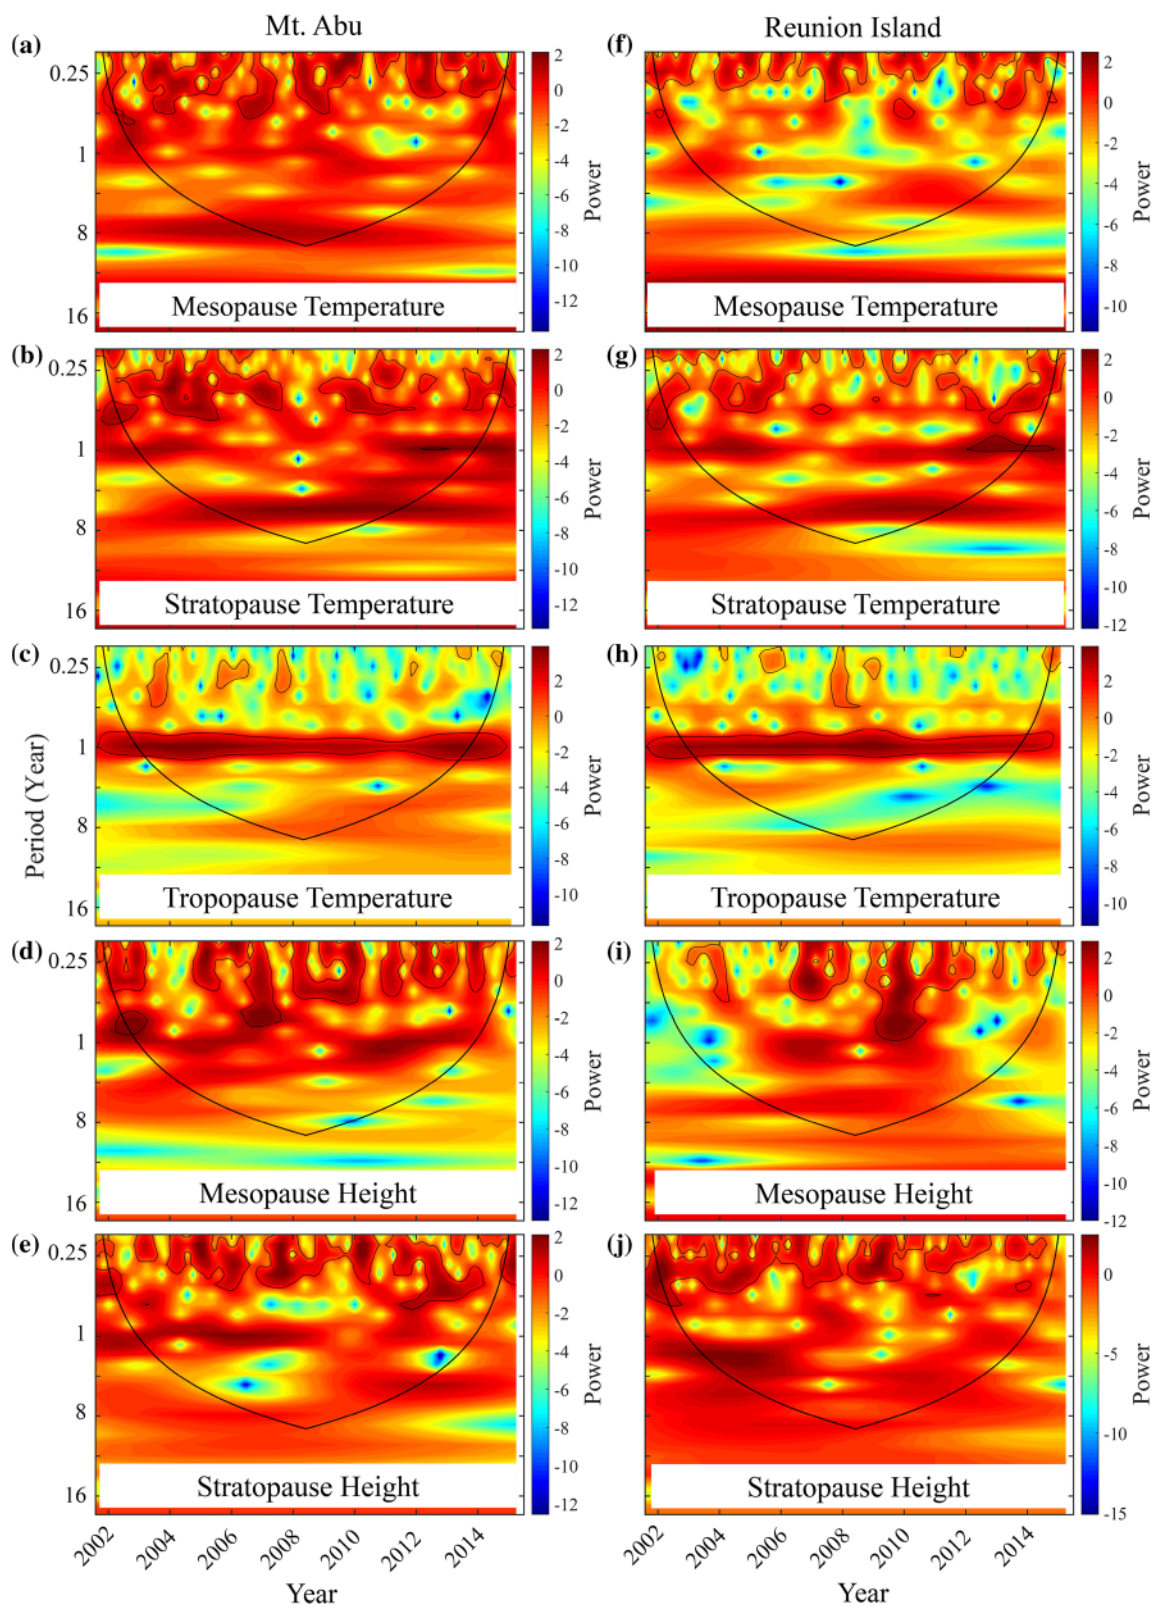 Mt. Abu
Reunion Island
(a)
0.25
1
8
16
Mesopause Temperature
2
0
-2
-4
-6
-8
-10
-12
Power
(f)
Mesopause Temperature
2
0
-2
-4
-6
-8
-10
Power
(b)
0.25
1
8
16
Stratopause Temperature
2
0
-2
-4
-6
-8
-10
-12
Power
(g)
Stratopause Temperature
2
0
-2
-4
-6
-8
-10
-12
Power
Period (Year)
(c)
0.25
1
8
16
Tropopause Temperature
2
0
-2
-4
-6
-8
-10
Power
(h)
Tropopause Temperature
2
0
-2
-4
-6
-8
-10
Power
(d)
0.25
1
8
16
Mesopause Height
2
0
-2
-4
-6
-8
-10
-12
Power
(i)
Mesopause Height
2
0
-2
-4
-6
-8
-10
-12
Power
(e)
0.25
1
8
16
Stratopause Height
2
0
-2
-4
-6
-8
-10
-12
Power
(j)
Stratopause Height
0
-5
-10
-15
Power
2002 2004 2006 2008 2010 2012 2014
2002 2004 2006 2008 2010 2012 2014
Year
Year